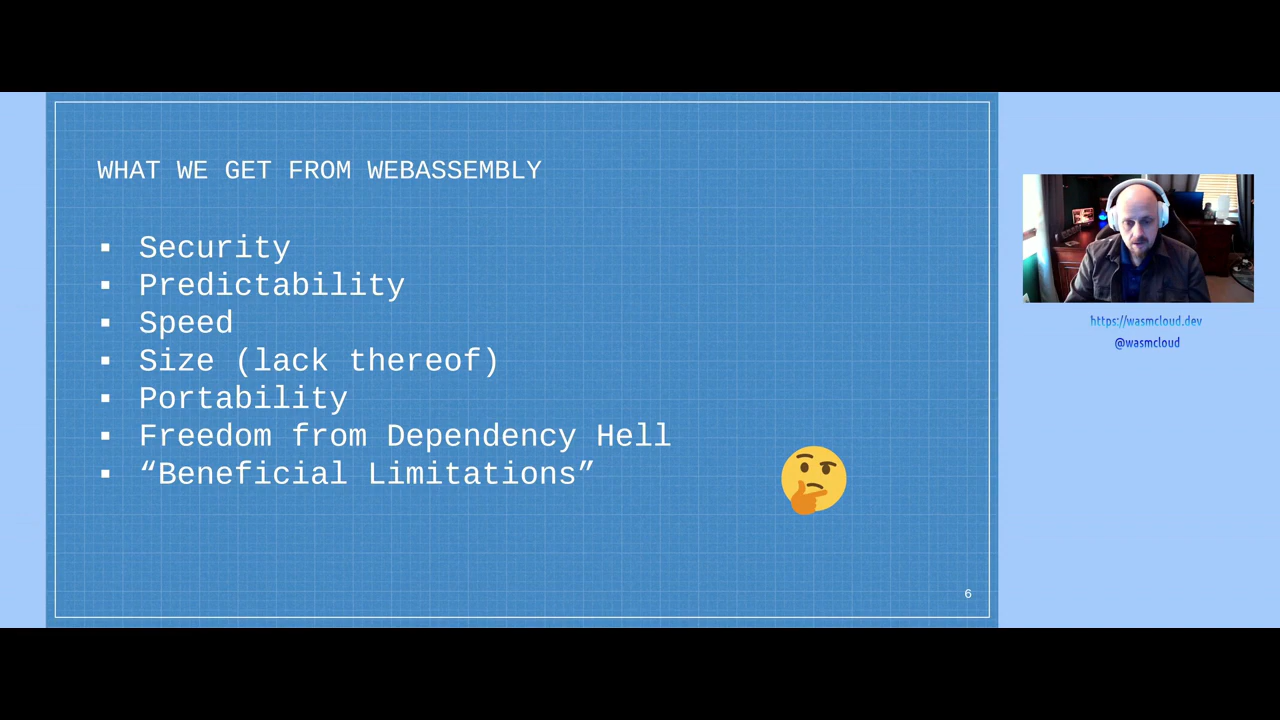 WHAT WE GET FROM WEBASSEMBLY
▪ Security
▪ Predictability
▪ Speed
▪ Size (lack thereof)
▪ Portability
▪ Freedom from Dependency Hell
▪ “Beneficial Limitations”
6
https://wasmcloud.dev
@wasmcloud